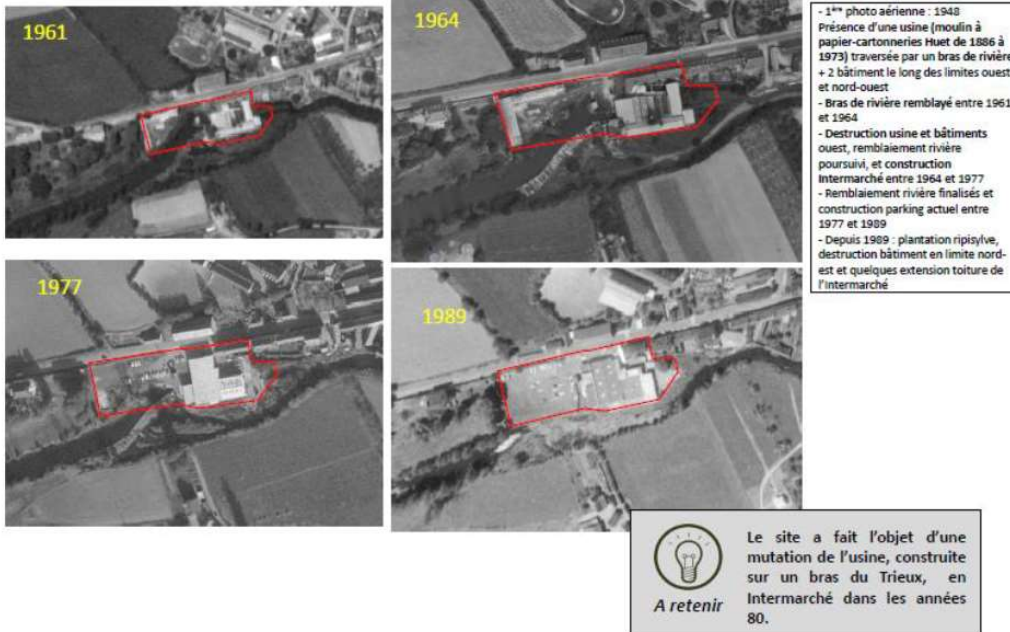 1961
1964
- 1ère photo aérienne : 1948
Présence d'une usine (moulin à
papier-cartonneries Huet de 1886 à
1973) traversée par un bras de rivière
+ 2 bâtiment le long des limites ouest
et nord-ouest
- Bras de rivière remblayé entre 1961
et 1964
- Destruction usine et bâtiments
ouest, remblaiement rivière
poursuivi, et construction
Intermarché entre 1964 et 1977
- Remblaiement rivière finalisés et
construction parking actuel entre
1977 et 1989
- Depuis 1989 : plantation ripisylve,
destruction bâtiment en limite nord-
est et quelques extension toiture de
l'Intermarché
1977
1989
A retenir
Le site a fait l'objet d'une
mutation de l'usine, construite
sur un bras du Trieux, en
Intermarché dans les années
80.